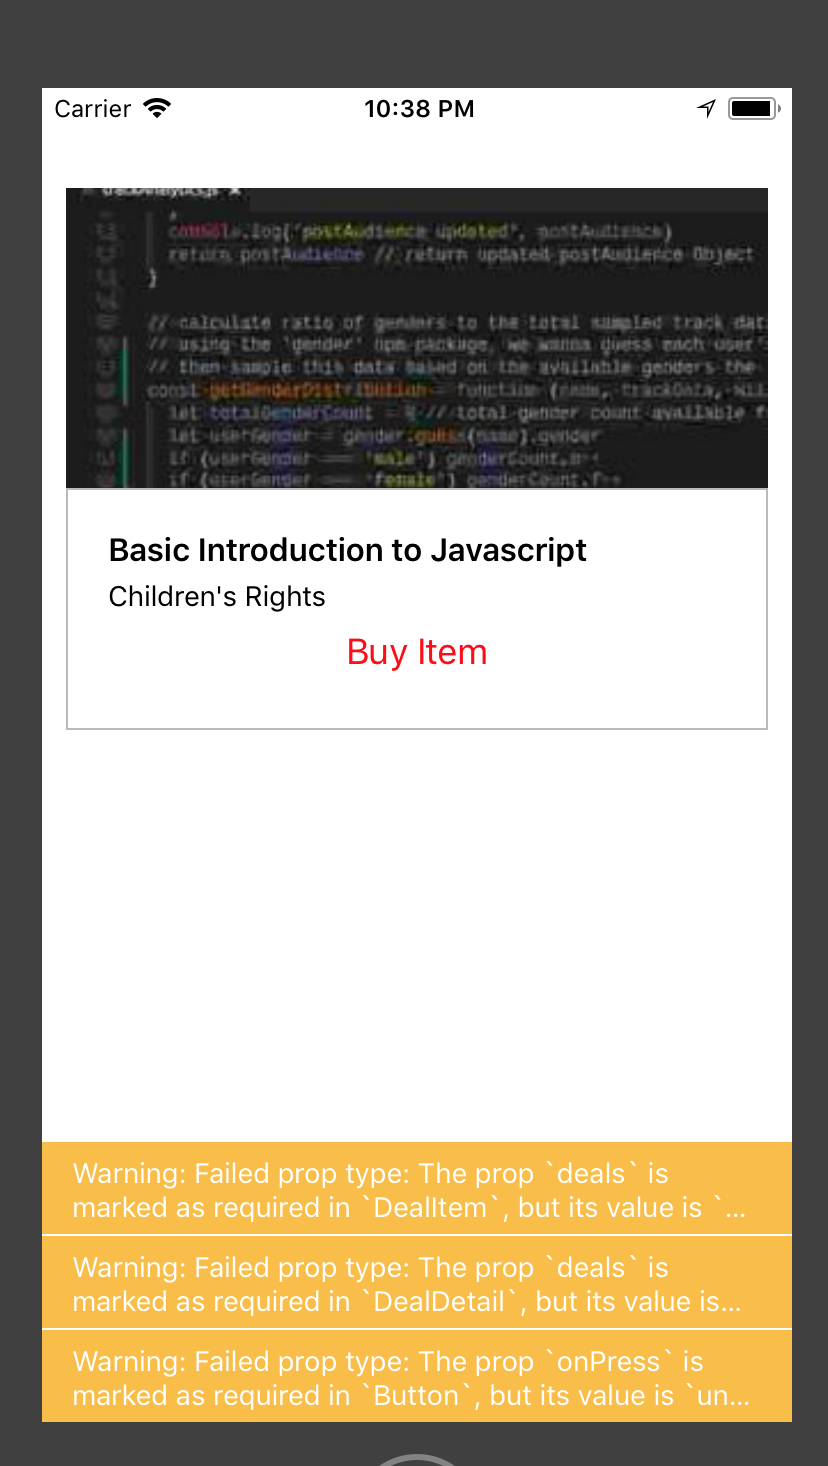 Carrier
10:38 PM
console.log("postAudience updated", postAudience)
return postAudience // return updated postAudience Object
}
// calculate ratio of genders to the total sampled track
// using the 'gender' npm package, we wanna guess each user's
// then sample this data based on the available genders the
const getGenderDistribution = function (name, trackData,
let totalGenderCount = // total gender count available
let userGender = gender.guess(name).gender
if (userGender === 'male') genderCount.m++
if (userGender === 'female') genderCount.f++
Basic Introduction to Javascript
Children's Rights
Buy Item
Warning: Failed prop type: The prop `deals` is
marked as required in `DealItem`, but its value is `...
Warning: Failed prop type: The prop `deals` is
marked as required in `DealDetail`, but its value is...
Warning: Failed prop type: The prop `onPress` is
marked as required in `Button`, but its value is `un...